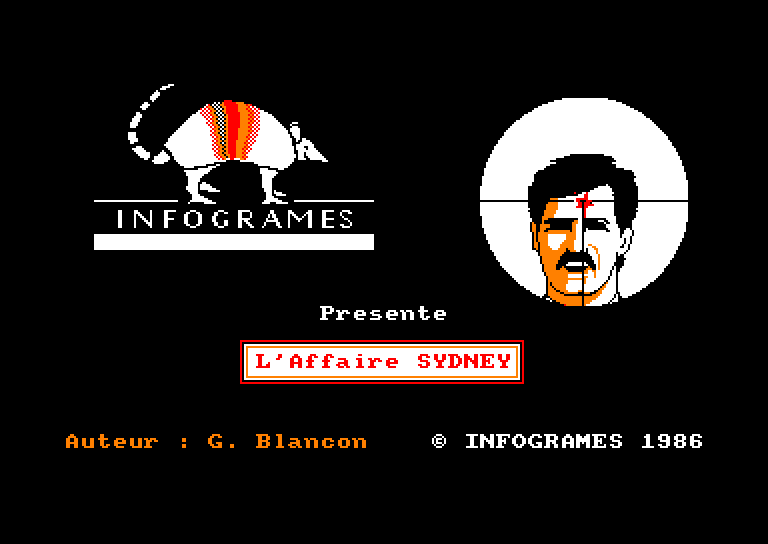 INFOGRAMES
Presente
L'Affaire SYDNEY
Auteur : G. Blancon © INFOGRAMES 1986